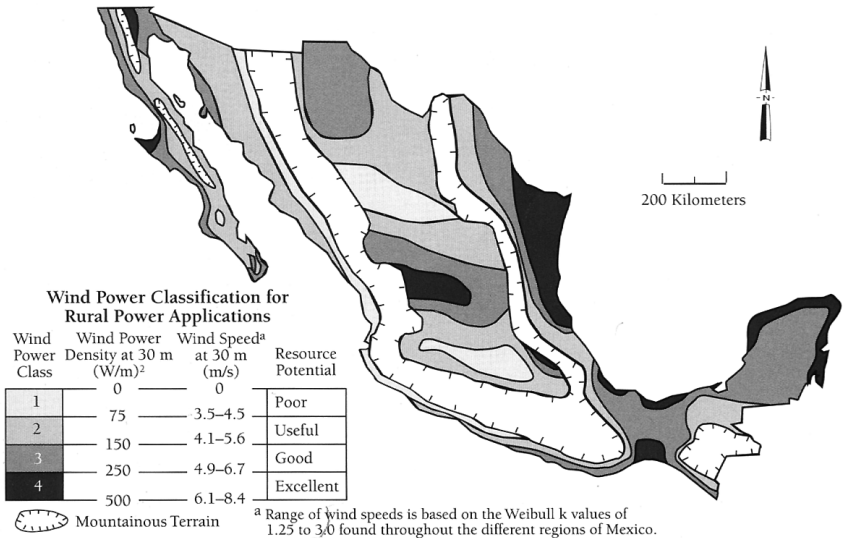 N
200 Kilometers
Wind Power Classification for
Rural Power Applications
Wind Power Class
Wind Power Density at 30 m (W/m)²
Wind Speedᵃ at 30 m (m/s)
Resource Potential
0 0
1 Poor
75 3.5–4.5
2 Useful
150 4.1–5.6
3 Good
250 4.9–6.7
4 Excellent
500 6.1–8.4
Mountainous Terrain
ᵃ Range of wind speeds is based on the Weibull k values of
1.25 to 3.0 found throughout the different regions of Mexico.